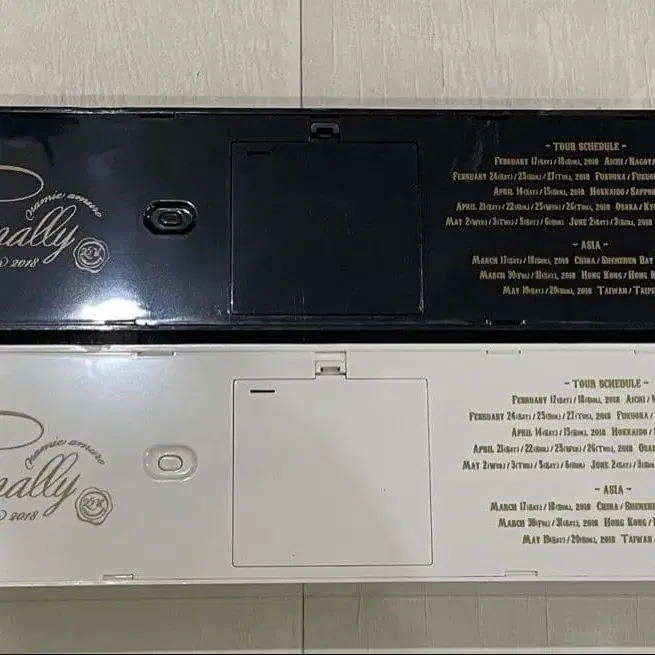 namie amuro
nally
2018
25th
- TOUR SCHEDULE -
FEBRUARY 17(SAT) / 18(SUN), 2018 AICHI / NAGOYA
FEBRUARY 24(SAT) / 25(SUN) / 27(TUE), 2018 FUKUOKA / FUKUO
APRIL 14(SAT) / 15(SUN), 2018 HOKKAIDO / SAPPO
APRIL 21(SAT) / 22(SUN) / 25(WED) / 26(THU), 2018 OSAKA / KY
MAY 2(WED) / 3(THU) / 5(SAT) / 6(SUN) JUNE 2(SAT) / 3(SUN), 2018
- ASIA -
MARCH 17(SAT) / 18(SUN), 2018 CHINA / SHENZHEN BAY
MARCH 30(FRI) / 31(SAT), 2018 HONG KONG / HONG K
MAY 19(SAT) / 20(SUN), 2018 TAIWAN / TAIPE
namie amuro
nally
2018
25th
- TOUR SCHEDULE -
FEBRUARY 17(SAT) / 18(SUN), 2018 AICHI /
FEBRUARY 24(SAT) / 25(SUN) / 27(TUE), 2018 FUKUOKA /
APRIL 14(SAT) / 15(SUN), 2018 HOKKAIDO /
APRIL 21(SAT) / 22(SUN) / 25(WED) / 26(THU), 2018 OSA
MAY 2(WED) / 3(THU) / 5(SAT) / 6(SUN) JUNE 2(SAT) / 3(SUN)
- ASIA -
MARCH 17(SAT) / 18(SUN), 2018 CHINA / SHENZHE
MARCH 30(FRI) / 31(SAT), 2018 HONG KONG /
MAY 19(SAT) / 20(SUN), 2018 TAIWAN